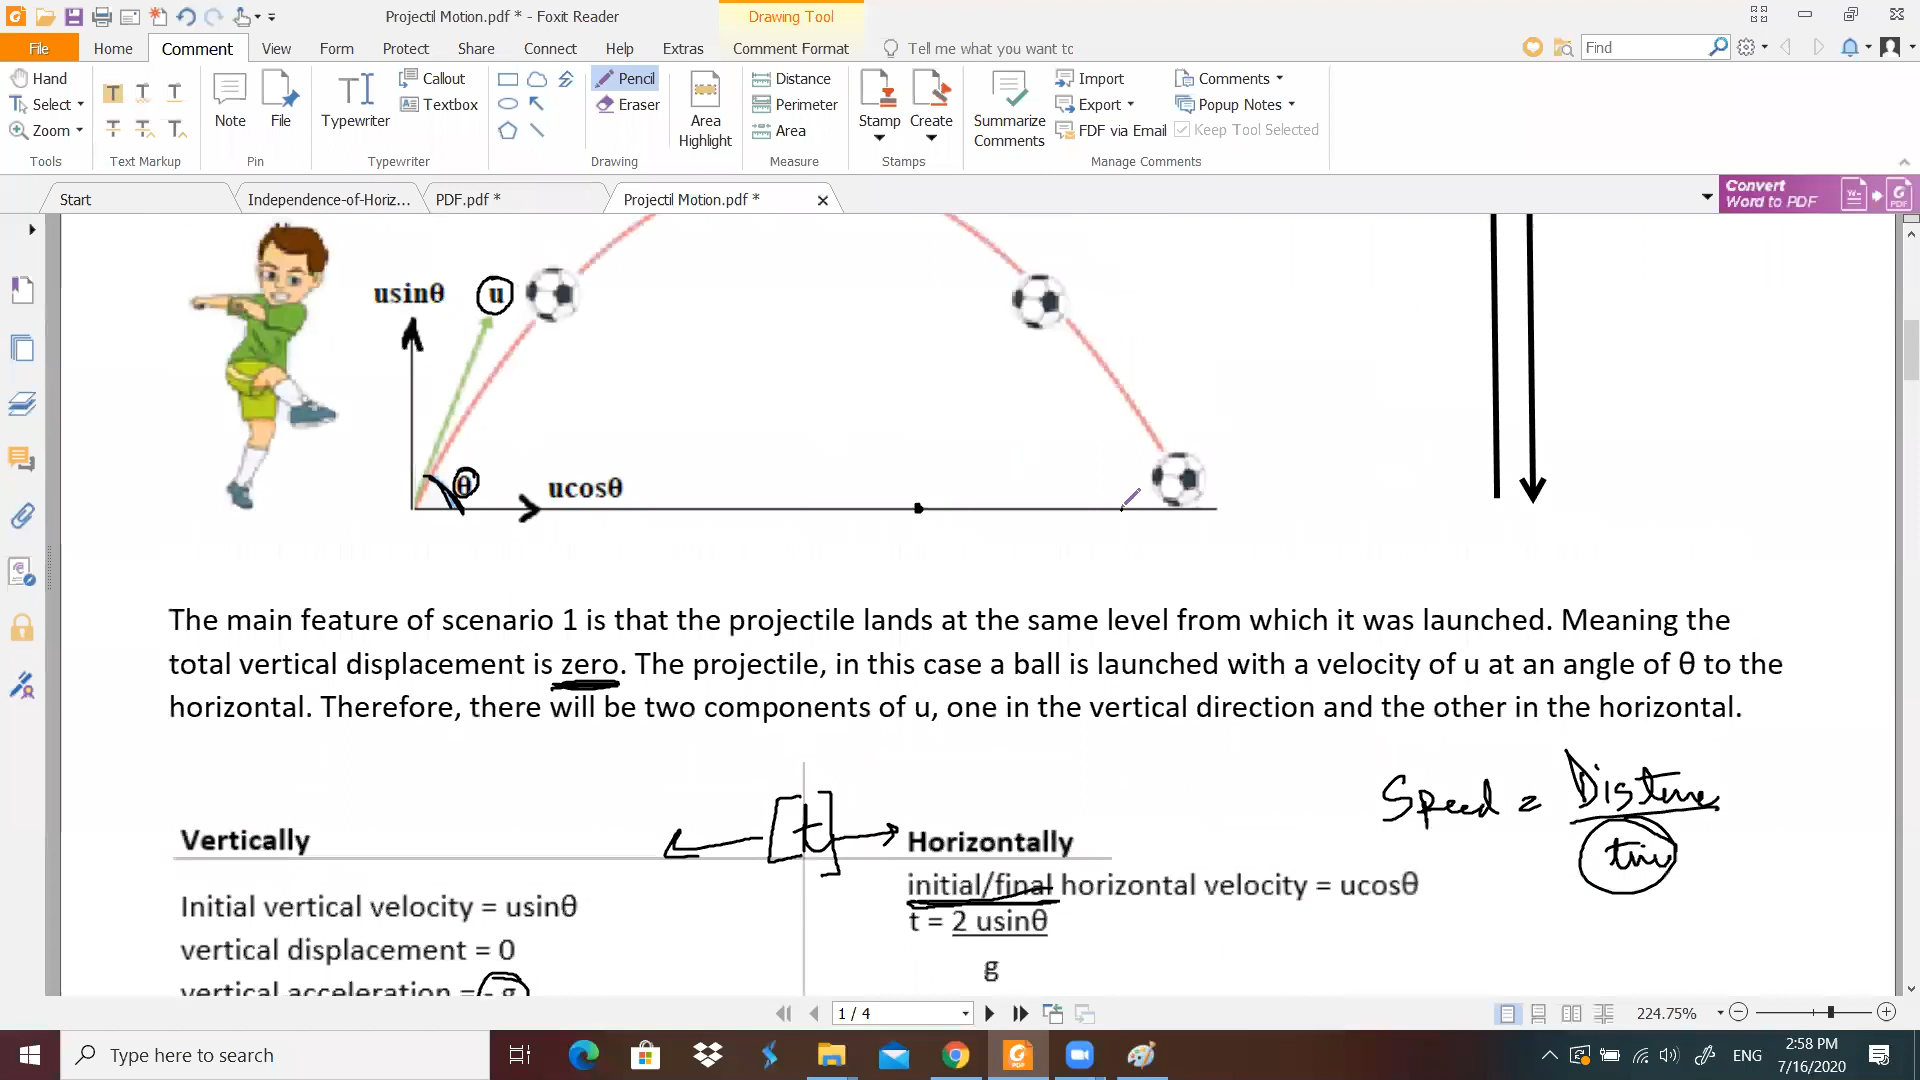 Projectil Motion.pdf * - Foxit Reader
Drawing Tool
File Home Comment View Form Protect Share Connect Help Extras Comment Format Tell me what you want to Find
Hand
Select
Zoom
Tools
Text Markup
Note
File
Pin
Typewriter
Callout
Textbox
Typewriter
Pencil
Eraser
Drawing
Area
Highlight
Distance
Perimeter
Area
Measure
Stamp
Create
Stamps
Summarize
Comments
Import
Export
FDF via Email
Comments
Popup Notes
Keep Tool Selected
Manage Comments
Start
Independence-of-Horiz...
PDF.pdf *
Projectil Motion.pdf *
Convert
Word to PDF
usinθ
u
θ
ucosθ
The main feature of scenario 1 is that the projectile lands at the same level from which it was launched. Meaning the
total vertical displacement is zero. The projectile, in this case a ball is launched with a velocity of u at an angle of θ to the
horizontal. Therefore, there will be two components of u, one in the vertical direction and the other in the horizontal.
Speed =
[t]
Vertically
Initial vertical velocity = usinθ
vertical displacement = 0
vertical acceleration = - g
Horizontally
initial/final horizontal velocity = ucosθ
t = 2 usinθ
g
1 / 4
224.75%
Type here to search
ENG
2:58 PM
7/16/2020